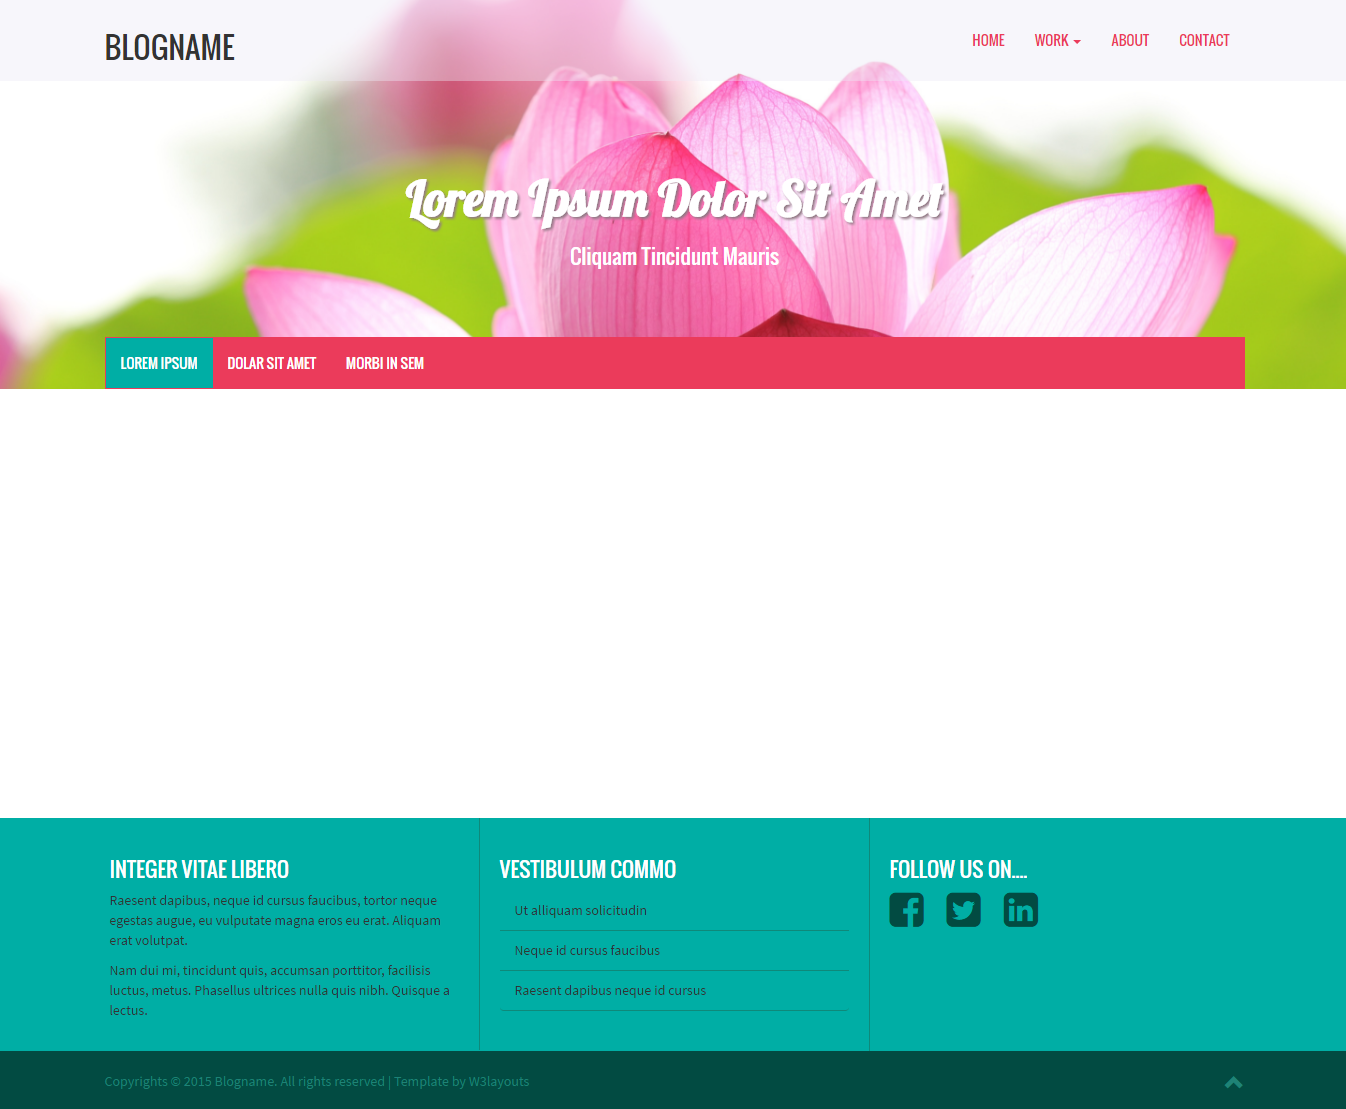 BLOGNAME
HOME WORK ABOUT CONTACT
Lorem Ipsum Dolor Sit Amet
Cliquam Tincidunt Mauris
LOREM IPSUM DOLAR SIT AMET MORBI IN SEM
INTEGER VITAE LIBERO
Raesent dapibus, neque id cursus faucibus, tortor neque
egestas augue, eu vulputate magna eros eu erat. Aliquam
erat volutpat.
Nam dui mi, tincidunt quis, accumsan porttitor, facilisis
luctus, metus. Phasellus ultrices nulla quis nibh. Quisque a
lectus.
VESTIBULUM COMMO
Ut alliquam solicitudin
Neque id cursus faucibus
Raesent dapibus neque id cursus
FOLLOW US ON....
Copyrights © 2015 Blogname. All rights reserved | Template by W3layouts